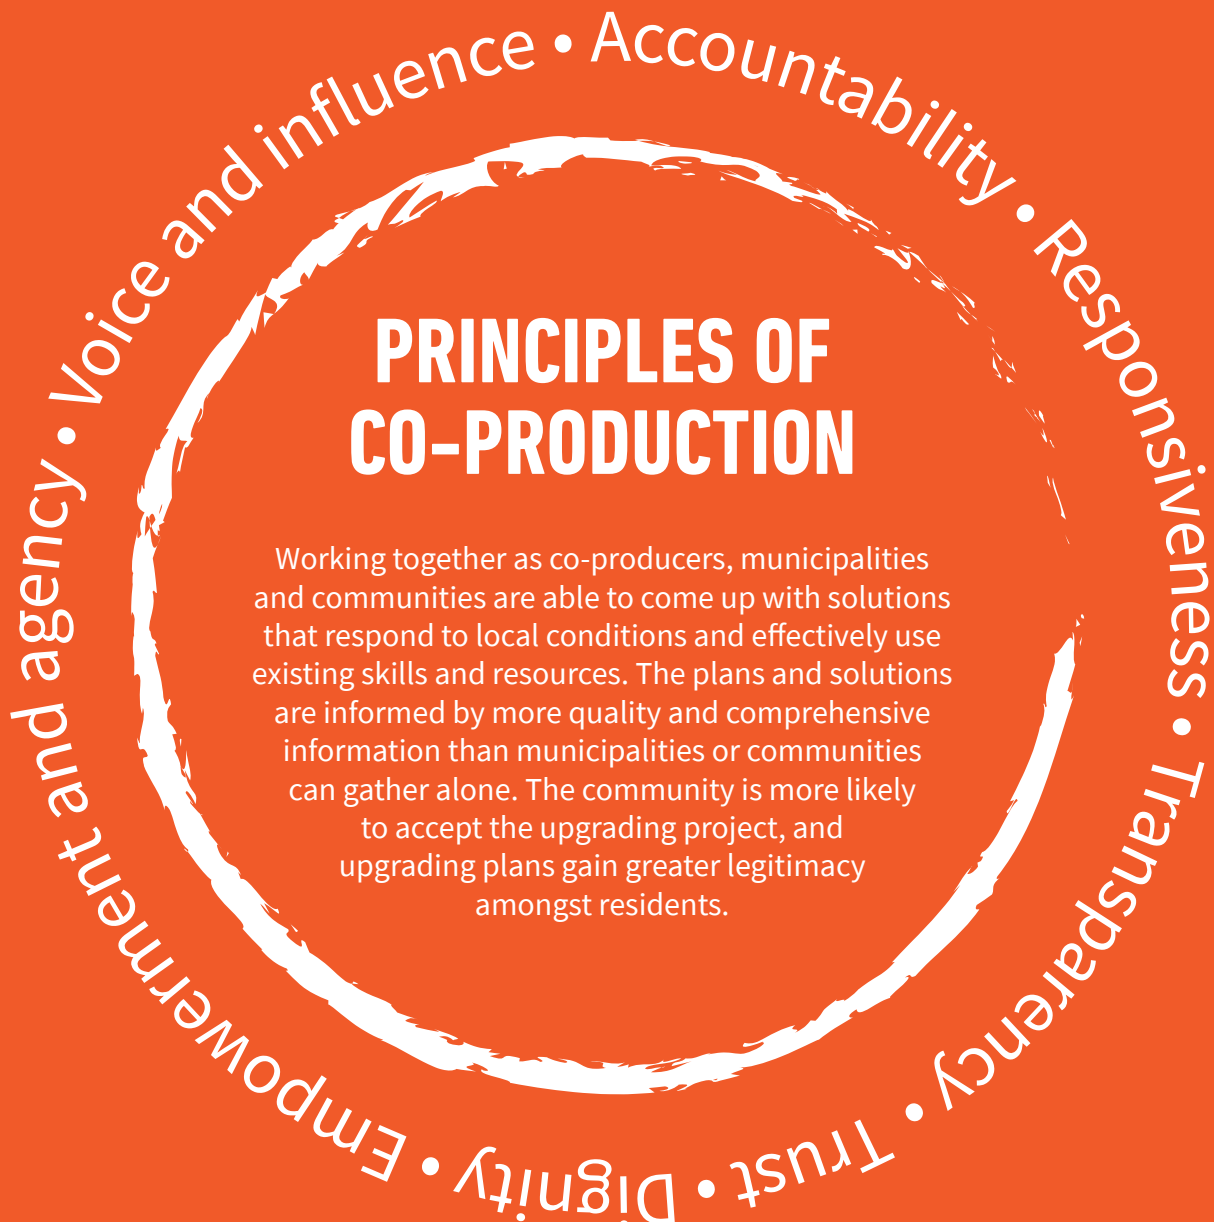 Voice and influence • Accountability • Responsiveness • Transparency • Trust • Dignity • Empowerment and agency •
PRINCIPLES OF
CO-PRODUCTION
Working together as co-producers, municipalities
and communities are able to come up with solutions
that respond to local conditions and effectively use
existing skills and resources. The plans and solutions
are informed by more quality and comprehensive
information than municipalities or communities
can gather alone. The community is more likely
to accept the upgrading project, and
upgrading plans gain greater legitimacy
amongst residents.